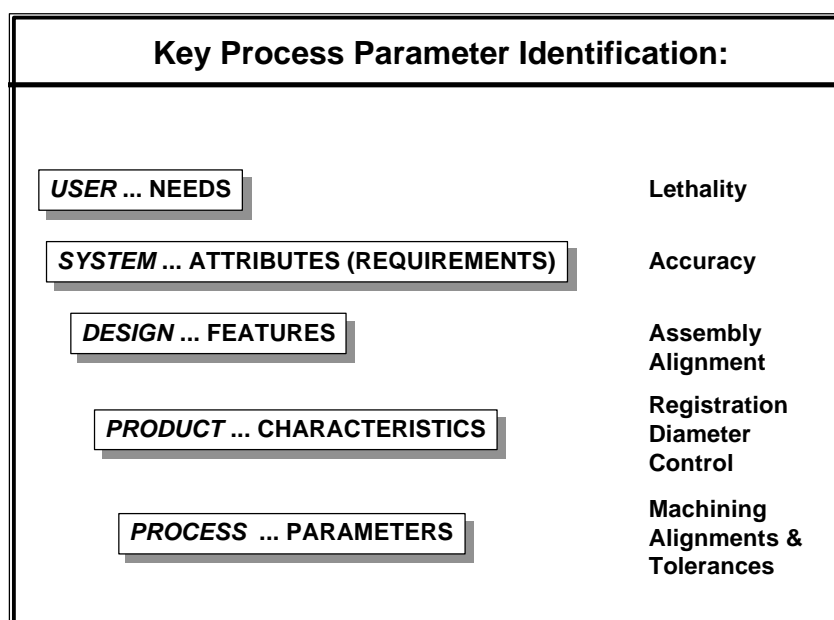 Key Process Parameter Identification:
USER ... NEEDS
Lethality
SYSTEM ... ATTRIBUTES (REQUIREMENTS)
Accuracy
DESIGN ... FEATURES
Assembly
Alignment
PRODUCT ... CHARACTERISTICS
Registration
Diameter
Control
PROCESS ... PARAMETERS
Machining
Alignments &
Tolerances